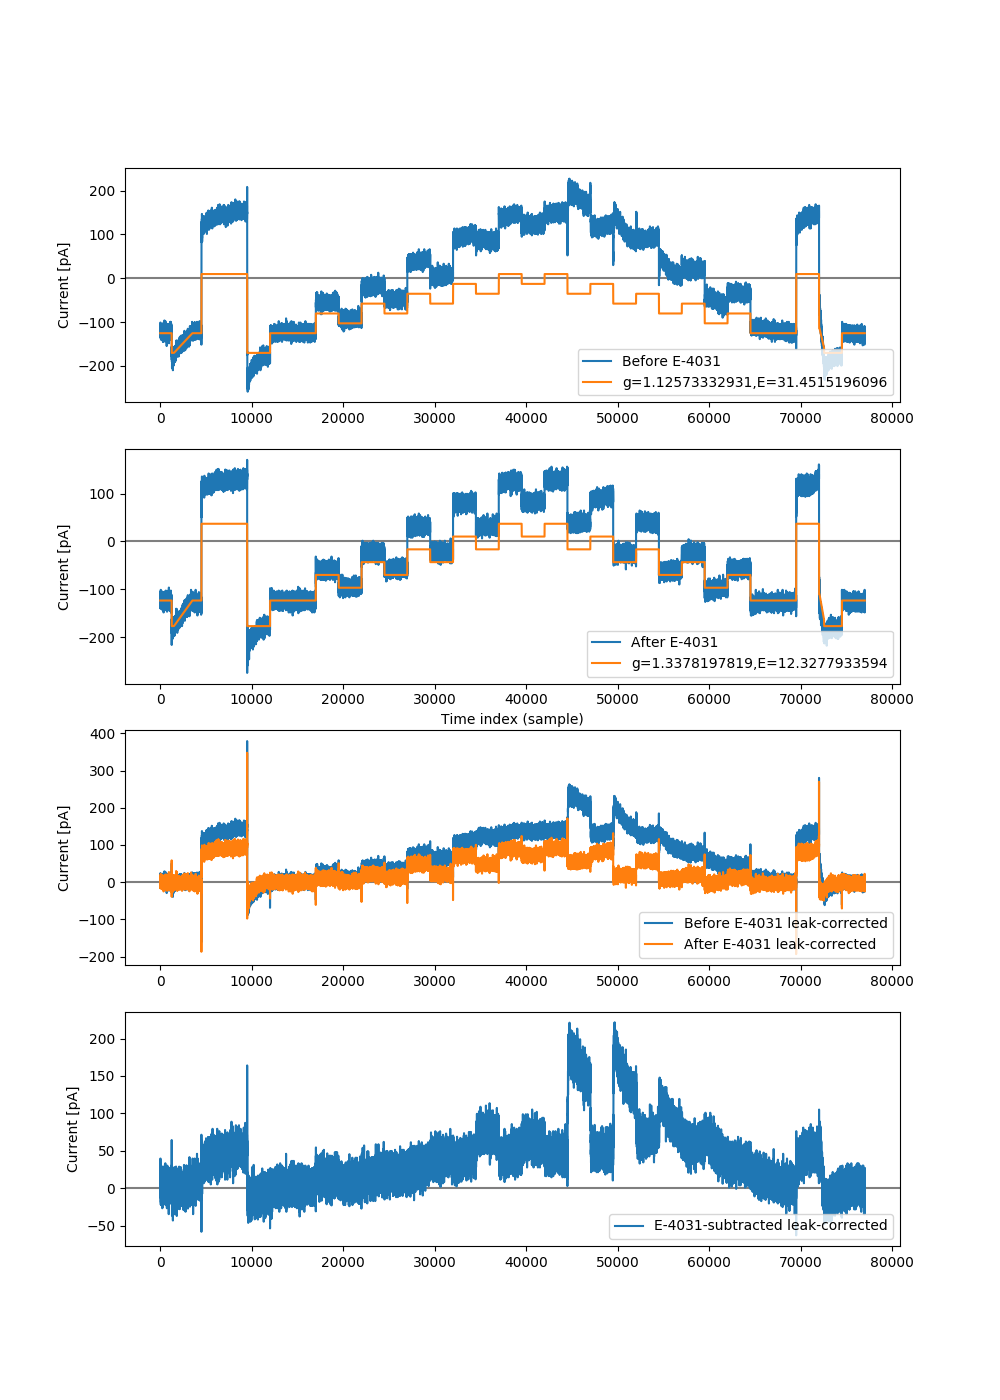 200
100
0
−100
−200
Current [pA]
Before E-4031
g=1.12573332931,E=31.4515196096
0 10000 20000 30000 40000 50000 60000 70000 80000
100
0
−100
−200
Current [pA]
After E-4031
g=1.3378197819,E=12.3277933594
0 10000 20000 30000 40000 50000 60000 70000 80000
Time index (sample)
400
300
200
100
0
−100
−200
Current [pA]
Before E-4031 leak-corrected
After E-4031 leak-corrected
0 10000 20000 30000 40000 50000 60000 70000 80000
200
150
100
50
0
−50
Current [pA]
E-4031-subtracted leak-corrected
0 10000 20000 30000 40000 50000 60000 70000 80000